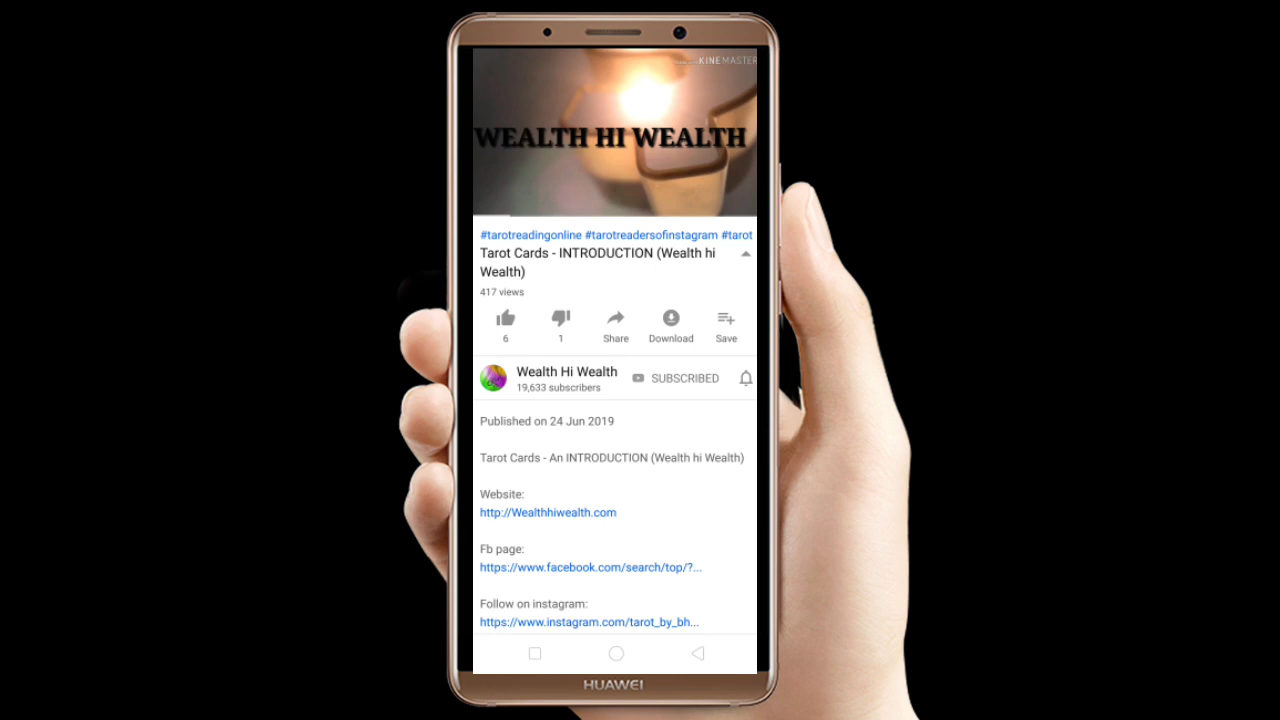 KINEMASTER
WEALTH HI WEALTH
#tarotreadingonline #tarotreadersofinstagram #tarot
Tarot Cards - INTRODUCTION (Wealth hi
Wealth)
417 views
6 1 Share Download Save
Wealth Hi Wealth SUBSCRIBED
19,633 subscribers
Published on 24 Jun 2019
Tarot Cards - An INTRODUCTION (Wealth hi Wealth)
Website:
http://Wealthhiwealth.com
Fb page:
https://www.facebook.com/search/top/?...
Follow on instagram:
https://www.instagram.com/tarot_by_bh...
HUAWEI